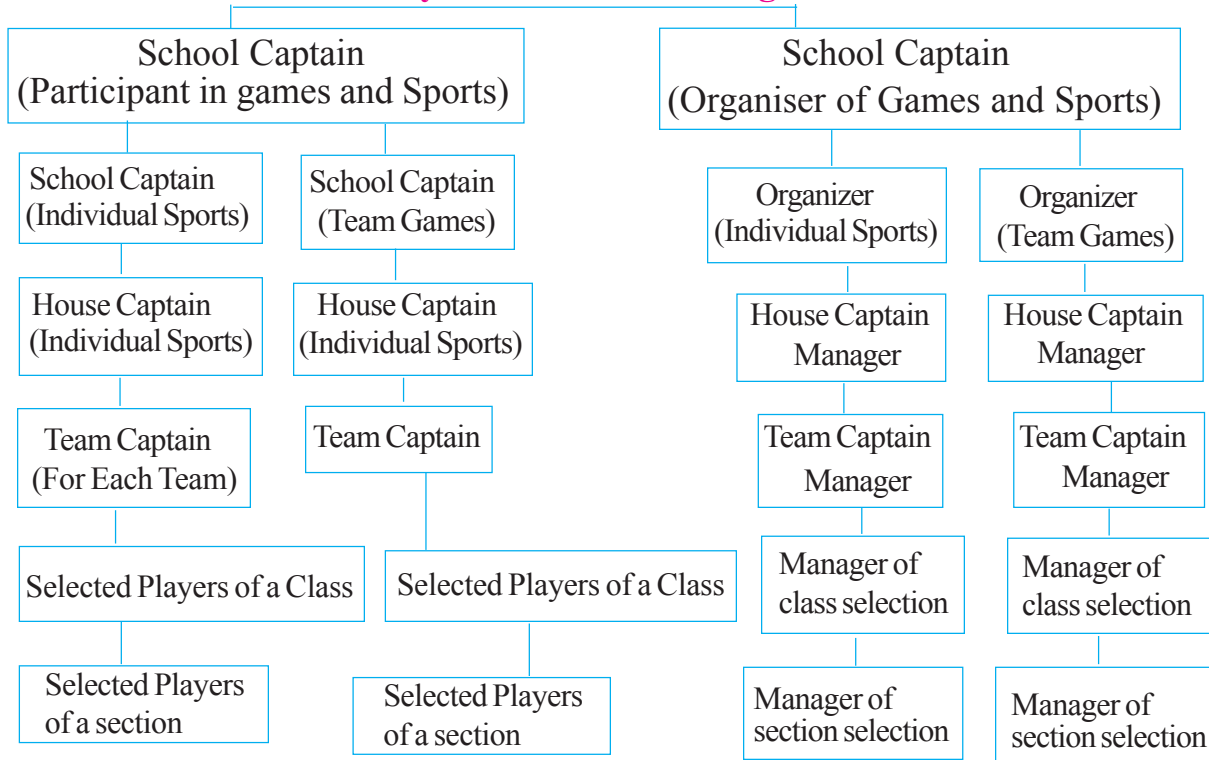 School Captain
(Participant in games and Sports)
School Captain
(Organiser of Games and Sports)
School Captain
(Individual Sports)
School Captain
(Team Games)
Organizer
(Individual Sports)
Organizer
(Team Games)
House Captain
(Individual Sports)
House Captain
(Individual Sports)
House Captain
Manager
House Captain
Manager
Team Captain
(For Each Team)
Team Captain
Team Captain
Manager
Team Captain
Manager
Selected Players of a Class
Selected Players of a Class
Manager of
class selection
Manager of
class selection
Selected Players
of a section
Selected Players
of a section
Manager of
section selection
Manager of
section selection